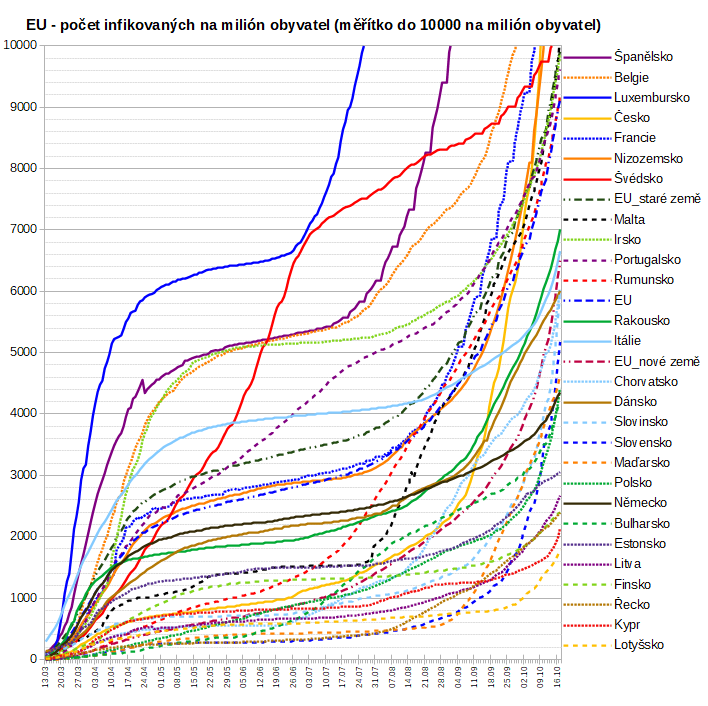 EU - počet infikovaných na milión obyvatel (měřítko do 10000 na milión obyvatel)
10000
9000
8000
7000
6000
5000
4000
3000
2000
1000
0
13.03
20.03
27.03
03.04
10.04
17.04
24.04
01.05
08.05
15.05
22.05
29.05
05.06
12.06
19.06
26.06
03.07
10.07
17.07
24.07
31.07
07.08
14.08
21.08
28.08
04.09
11.09
18.09
25.09
02.10
09.10
16.10
Španělsko
Belgie
Luxembursko
Česko
Francie
Nizozemsko
Švédsko
EU_staré země
Malta
Irsko
Portugalsko
Rumunsko
EU
Rakousko
Itálie
EU_nové země
Chorvatsko
Dánsko
Slovinsko
Slovensko
Maďarsko
Polsko
Německo
Bulharsko
Estonsko
Litva
Finsko
Řecko
Kypr
Lotyšsko